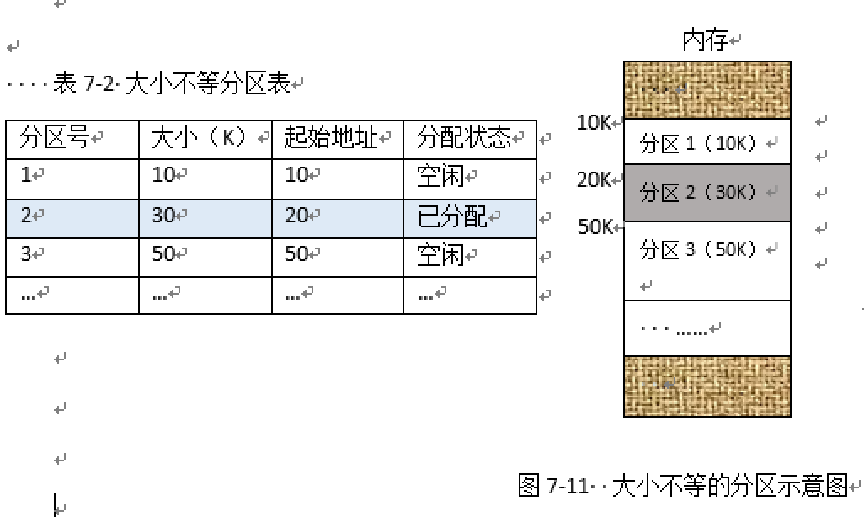 表 7-2 大小不等分区表
分区号 大小（K） 起始地址 分配状态
1 10 10 空闲
2 30 20 已分配
3 50 50 空闲
... ... ... ...
内存
10K
分区 1（10K）
20K
分区 2（30K）
50K
分区 3（50K）
......
图 7-11 大小不等的分区示意图